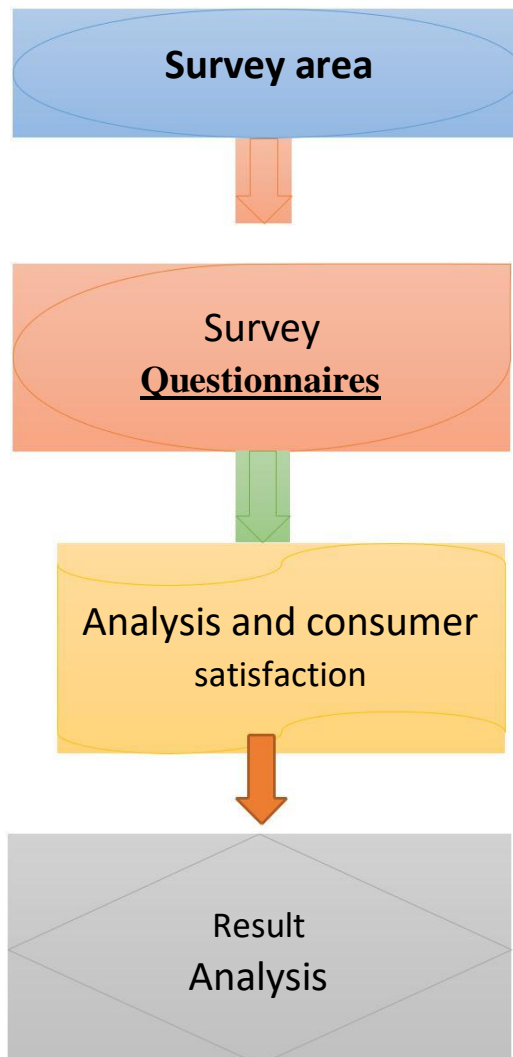 Survey area
Survey
Questionnaires
Analysis and consumer
satisfaction
Result
Analysis